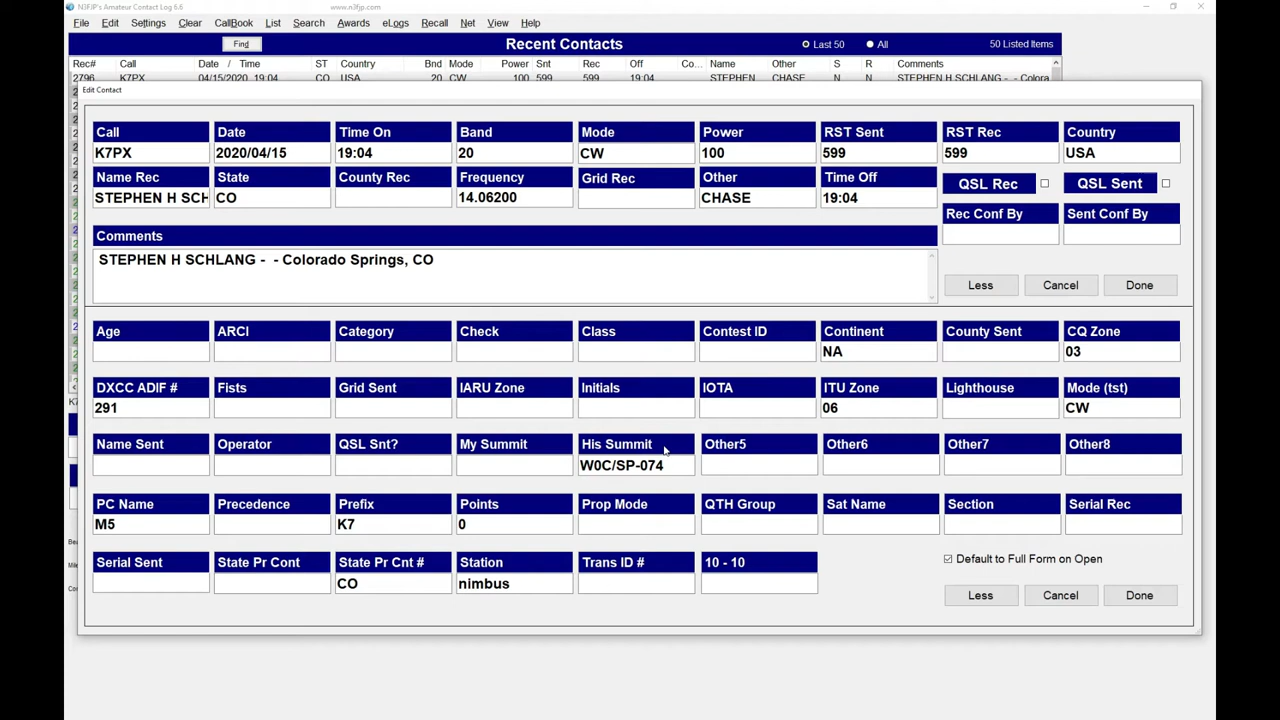 N3FJP's Amateur Contact Log 6.6 www.n3fjp.com
File Edit Settings Clear CallBook List Search Awards eLogs Recall Net View Help
Find Recent Contacts Last 50 All 50 Listed Items
Rec# Date / Time ST Country Bnd Mode Power Snt Rec Off Co... Name Other S R Comments
2796 K7PX 04/15/2020 19:04 CO USA 20 CW 100 599 599 19:04 STEPHEN CHASE N N STEPHEN H SCHLANG - - Colora
Edit Contact
Call Date Time On Band Mode Power RST Sent RST Rec Country
K7PX 2020/04/15 19:04 20 CW 100 599 599 USA
Name Rec State County Rec Frequency Grid Rec Other Time Off QSL Rec QSL Sent
STEPHEN H SCH CO 14.06200 CHASE 19:04
Rec Conf By Sent Conf By
Comments
STEPHEN H SCHLANG - - Colorado Springs, CO
Less Cancel Done
Age ARCI Category Check Class Contest ID Continent County Sent CQ Zone
NA 03
DXCC ADIF # Fists Grid Sent IARU Zone Initials IOTA ITU Zone Lighthouse Mode (tst)
291 06 CW
Name Sent Operator QSL Snt? My Summit His Summit Other5 Other6 Other7 Other8
W0C/SP-074
PC Name Precedence Prefix Points Prop Mode QTH Group Sat Name Section Serial Rec
M5 K7 0
Serial Sent State Pr Cont State Pr Cnt # Station Trans ID # 10 - 10
CO nimbus
Default to Full Form on Open
Less Cancel Done